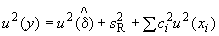 u²(y) = u²(δ̂) + s_R² + ∑c_i²u²(x_i)